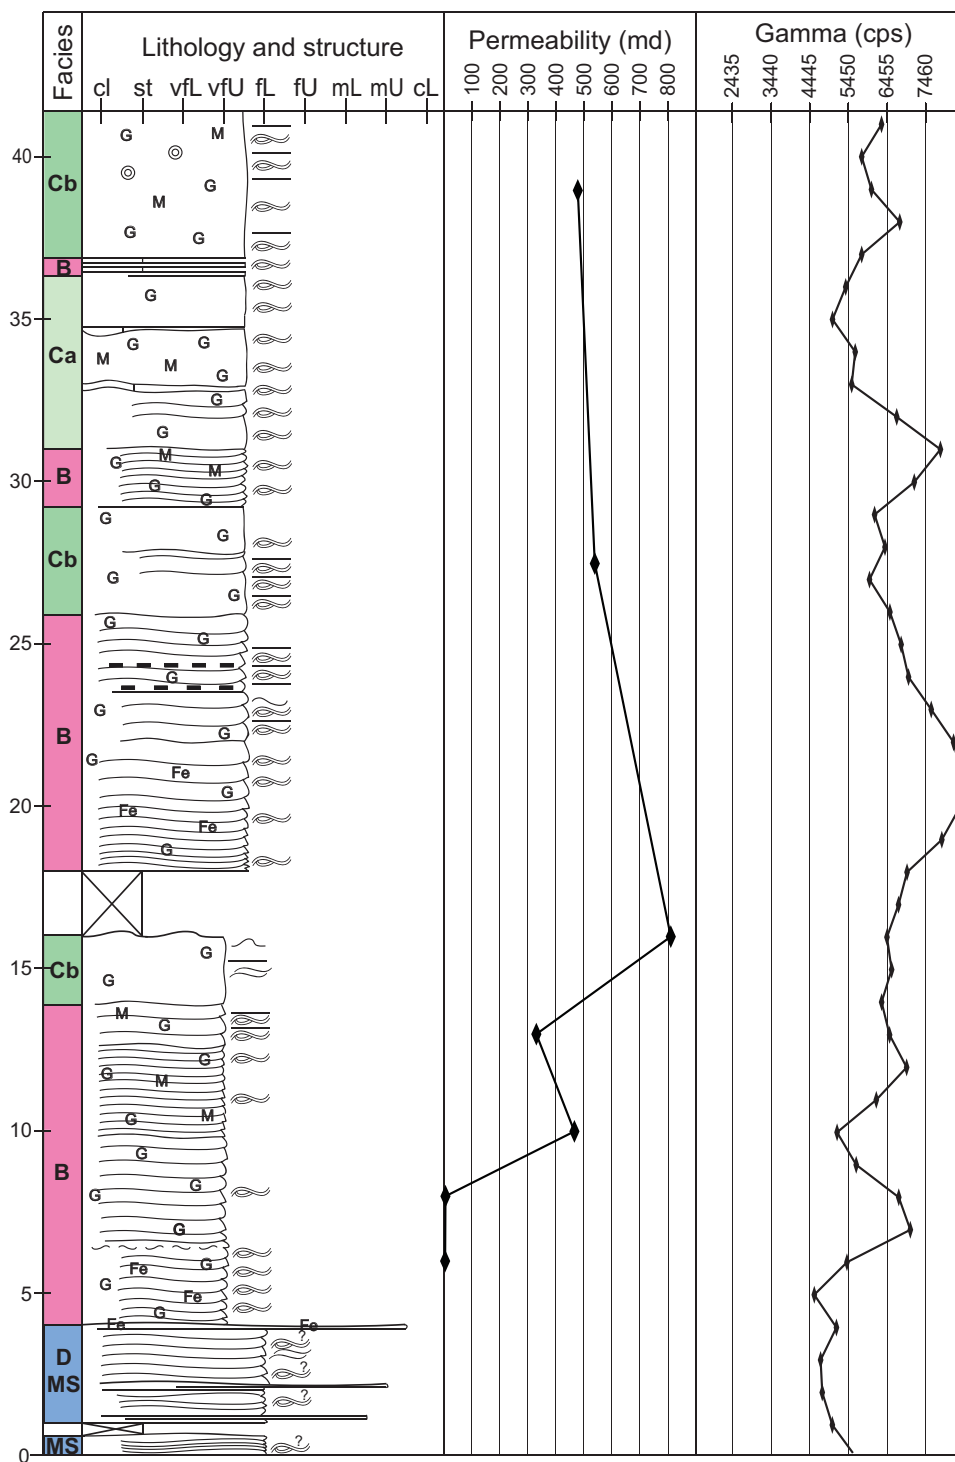 Facies
Lithology and structure
Permeability (md)
Gamma (cps)
cl st vfL vfU fL fU mL mU cL
100 200 300 400 500 600 700 800
2435 3440 4445 5450 6455 7460
G M
40
Cb
G
M
G G
B
G
35
G G
Ca
M M
G
G
G
M
G M
30
B
G G
G
G
Cb
G
G
G
25
G
G
G
B
G
G
Fe
G
20
Fe
Fe
G
G
15
Cb
G
M
G
G
G
M
G M
10
G
B
G
G
G
G
Fe
G
5
Fe
G
Fe Fe
?
D
?
MS
?
MS
?
0